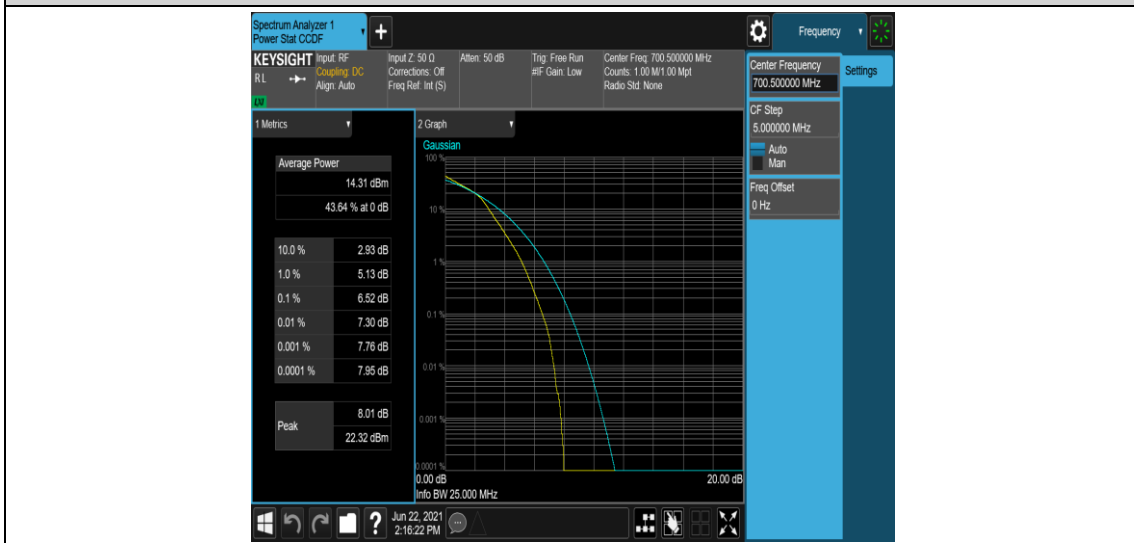 Spectrum Analyzer 1
Power Stat CCDF
+
Frequency
KEYSIGHT
RL
LXI
Input: RF
Coupling: DC
Align: Auto
Input Z: 50 Ω
Corrections: Off
Freq Ref: Int (S)
Atten: 50 dB
Trig: Free Run
#IF Gain: Low
Center Freq: 700.500000 MHz
Counts: 1.00 M/1.00 Mpt
Radio Std: None
Center Frequency
700.500000 MHz
Settings
CF Step
5.000000 MHz
Auto
Man
Freq Offset
0 Hz
1 Metrics
Average Power
14.31 dBm
43.64 % at 0 dB
10.0 % 2.93 dB
1.0 % 5.13 dB
0.1 % 6.52 dB
0.01 % 7.30 dB
0.001 % 7.76 dB
0.0001 % 7.95 dB
Peak
8.01 dB
22.32 dBm
2 Graph
Gaussian
100 %
10 %
1 %
0.1 %
0.01 %
0.001 %
0.0001 %
0.00 dB 20.00 dB
Info BW 25.000 MHz
?
Jun 22, 2021
2:16:22 PM